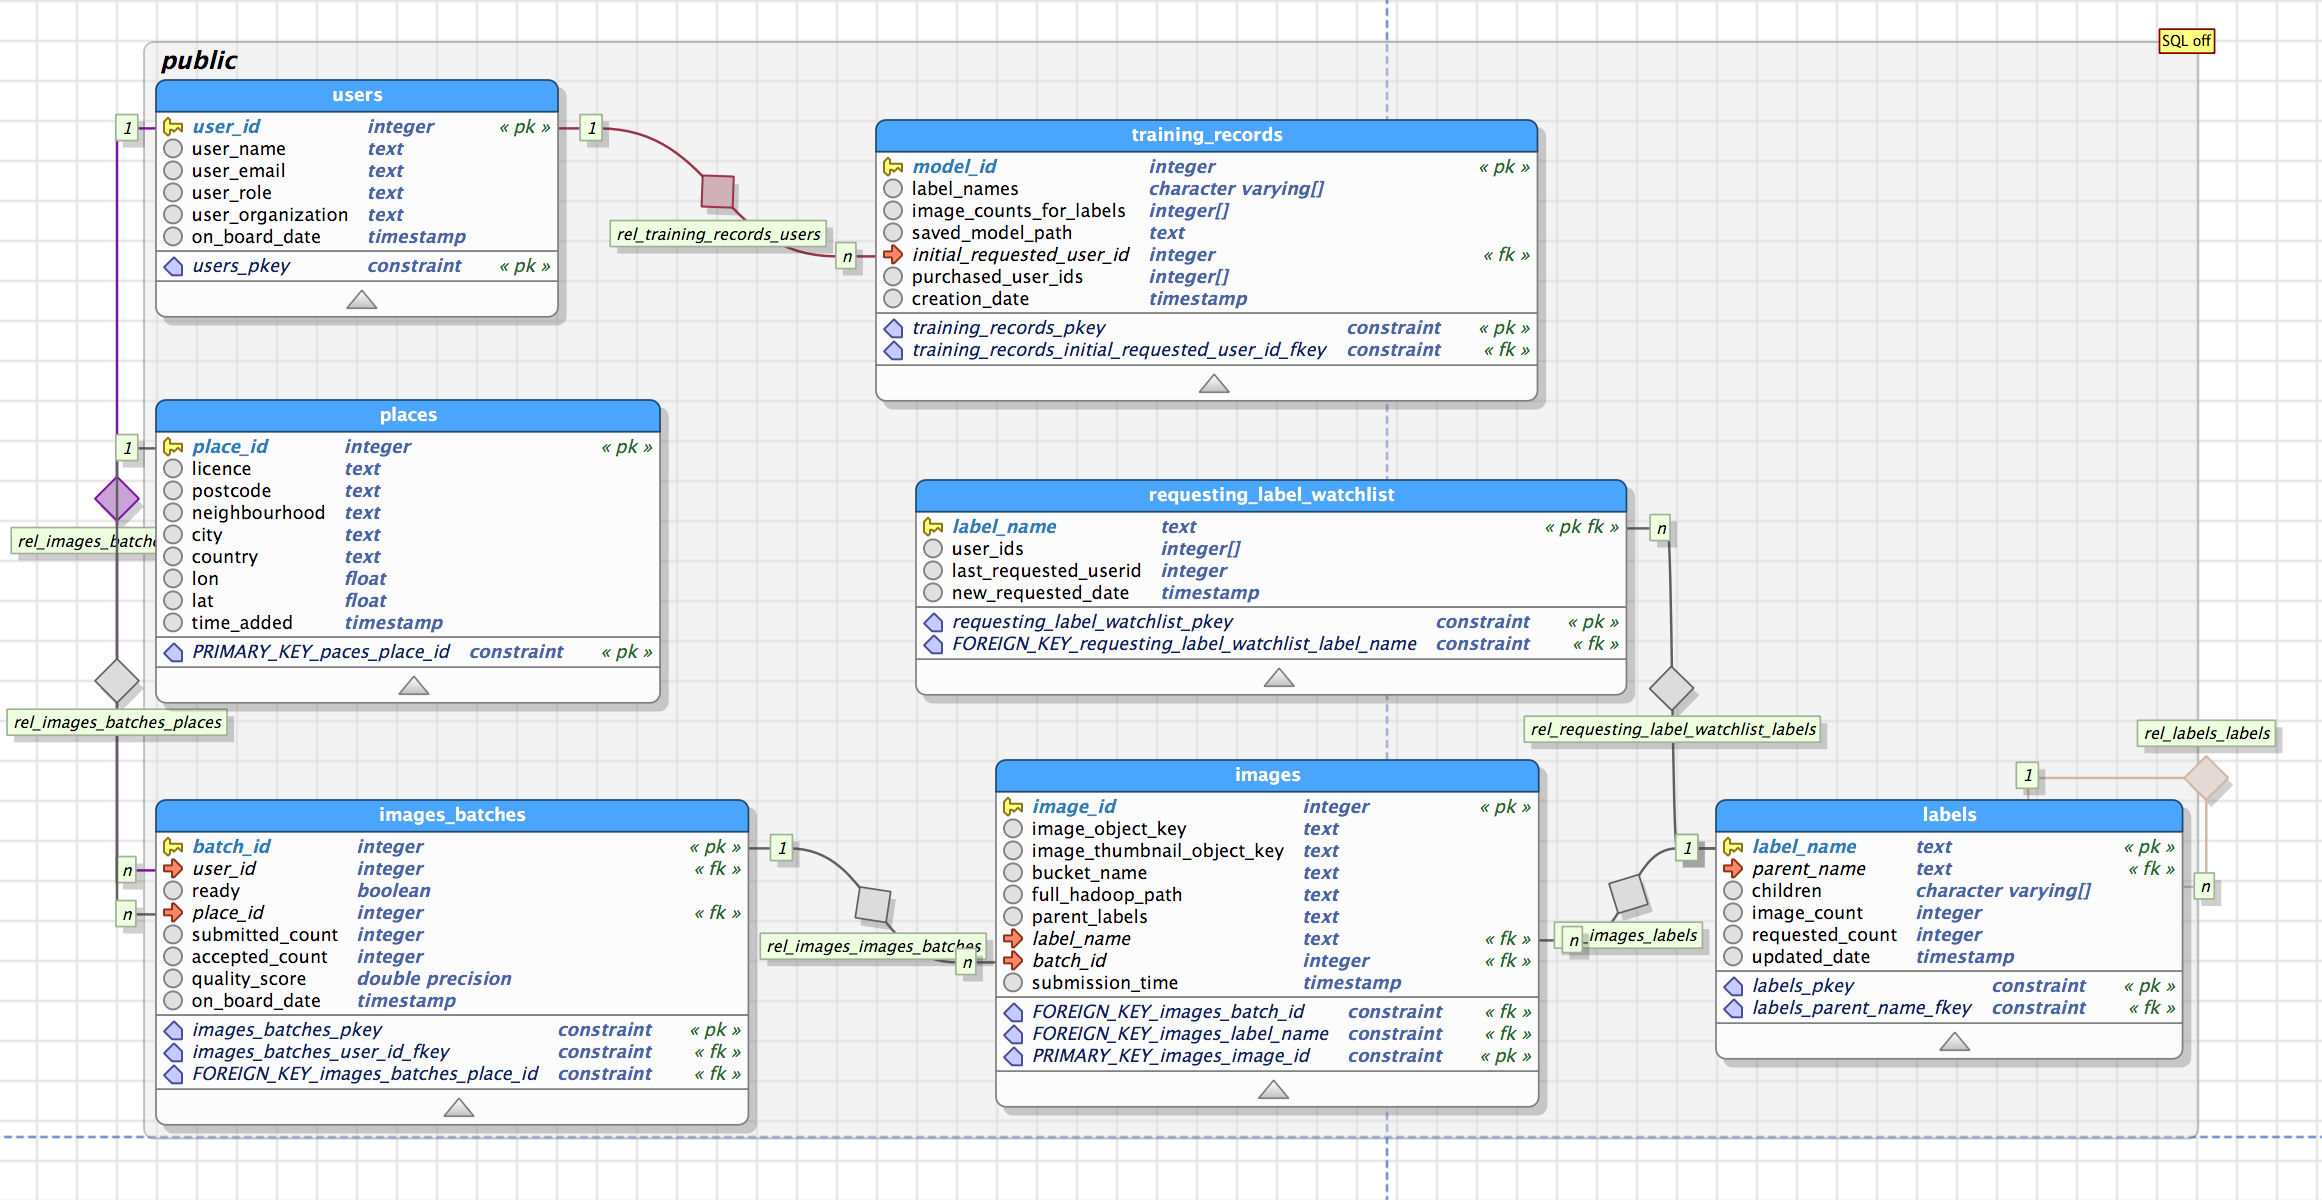 SQL off
public
users
1
user_id integer « pk »
1
user_name text
user_email text
user_role text
user_organization text
on_board_date timestamp
users_pkey constraint « pk »
rel_training_records_users
n
training_records
model_id integer « pk »
label_names character varying[]
image_counts_for_labels integer[]
saved_model_path text
initial_requested_user_id integer « fk »
purchased_user_ids integer[]
creation_date timestamp
training_records_pkey constraint « pk »
training_records_initial_requested_user_id_fkey constraint « fk »
places
1
place_id integer « pk »
licence text
postcode text
neighbourhood text
city text
country text
lon float
lat float
time_added timestamp
PRIMARY_KEY_paces_place_id constraint « pk »
rel_images_batche
rel_images_batches_places
requesting_label_watchlist
label_name text « pk fk »
n
user_ids integer[]
last_requested_userid integer
new_requested_date timestamp
requesting_label_watchlist_pkey constraint « pk »
FOREIGN_KEY_requesting_label_watchlist_label_name constraint « fk »
rel_requesting_label_watchlist_labels
rel_labels_labels
1
n
images_batches
batch_id integer « pk »
1
n
user_id integer « fk »
ready boolean
n
place_id integer « fk »
submitted_count integer
accepted_count integer
quality_score double precision
on_board_date timestamp
images_batches_pkey constraint « pk »
images_batches_user_id_fkey constraint « fk »
FOREIGN_KEY_images_batches_place_id constraint « fk »
rel_images_images_batches
n
images
image_id integer « pk »
image_object_key text
image_thumbnail_object_key text
bucket_name text
full_hadoop_path text
parent_labels text
label_name text « fk »
batch_id integer « fk »
submission_time timestamp
FOREIGN_KEY_images_batch_id constraint « fk »
FOREIGN_KEY_images_label_name constraint « fk »
PRIMARY_KEY_images_image_id constraint « pk »
n
_images_labels
labels
1
label_name text « pk »
parent_name text « fk »
children character varying[]
image_count integer
requested_count integer
updated_date timestamp
labels_pkey constraint « pk »
labels_parent_name_fkey constraint « fk »